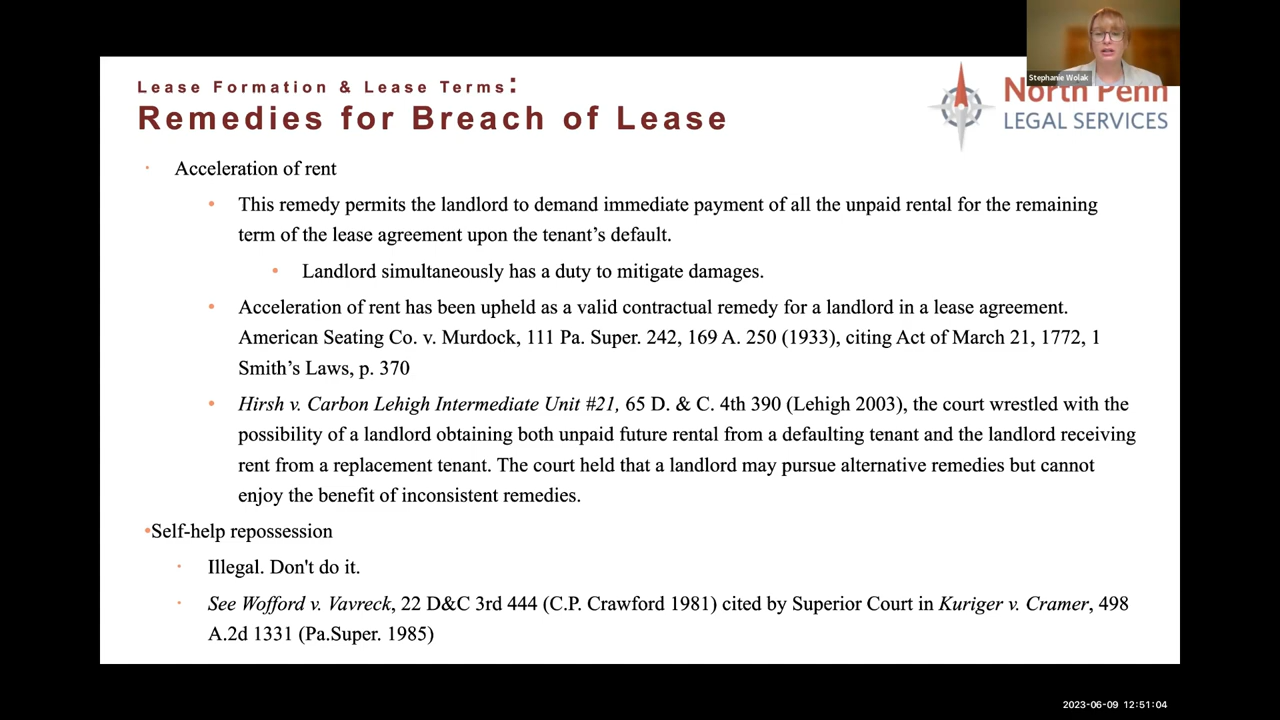 Stephanie Wolak
Lease Formation & Lease Terms:
Remedies for Breach of Lease
North Penn
LEGAL SERVICES
· Acceleration of rent
• This remedy permits the landlord to demand immediate payment of all the unpaid rental for the remaining
term of the lease agreement upon the tenant’s default.
• Landlord simultaneously has a duty to mitigate damages.
• Acceleration of rent has been upheld as a valid contractual remedy for a landlord in a lease agreement.
American Seating Co. v. Murdock, 111 Pa. Super. 242, 169 A. 250 (1933), citing Act of March 21, 1772, 1
Smith’s Laws, p. 370
• Hirsh v. Carbon Lehigh Intermediate Unit #21, 65 D. & C. 4th 390 (Lehigh 2003), the court wrestled with the
possibility of a landlord obtaining both unpaid future rental from a defaulting tenant and the landlord receiving
rent from a replacement tenant. The court held that a landlord may pursue alternative remedies but cannot
enjoy the benefit of inconsistent remedies.
•Self-help repossession
· Illegal. Don't do it.
· See Wofford v. Vavreck, 22 D&C 3rd 444 (C.P. Crawford 1981) cited by Superior Court in Kuriger v. Cramer, 498
A.2d 1331 (Pa.Super. 1985)
2023-06-09 12:51:04